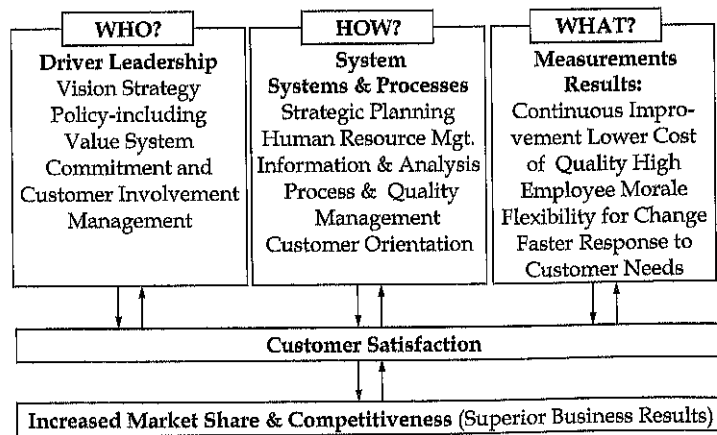 WHO?
Driver Leadership
Vision Strategy
Policy-including
Value System
Commitment and
Customer Involvement
Management
HOW?
System
Systems & Processes
Strategic Planning
Human Resource Mgt.
Information & Analysis
Process & Quality
Management
Customer Orientation
WHAT?
Measurements
Results:
Continuous Impro-
vement Lower Cost
of Quality High
Employee Morale
Flexibility for Change
Faster Response to
Customer Needs
Customer Satisfaction
Increased Market Share & Competitiveness (Superior Business Results)